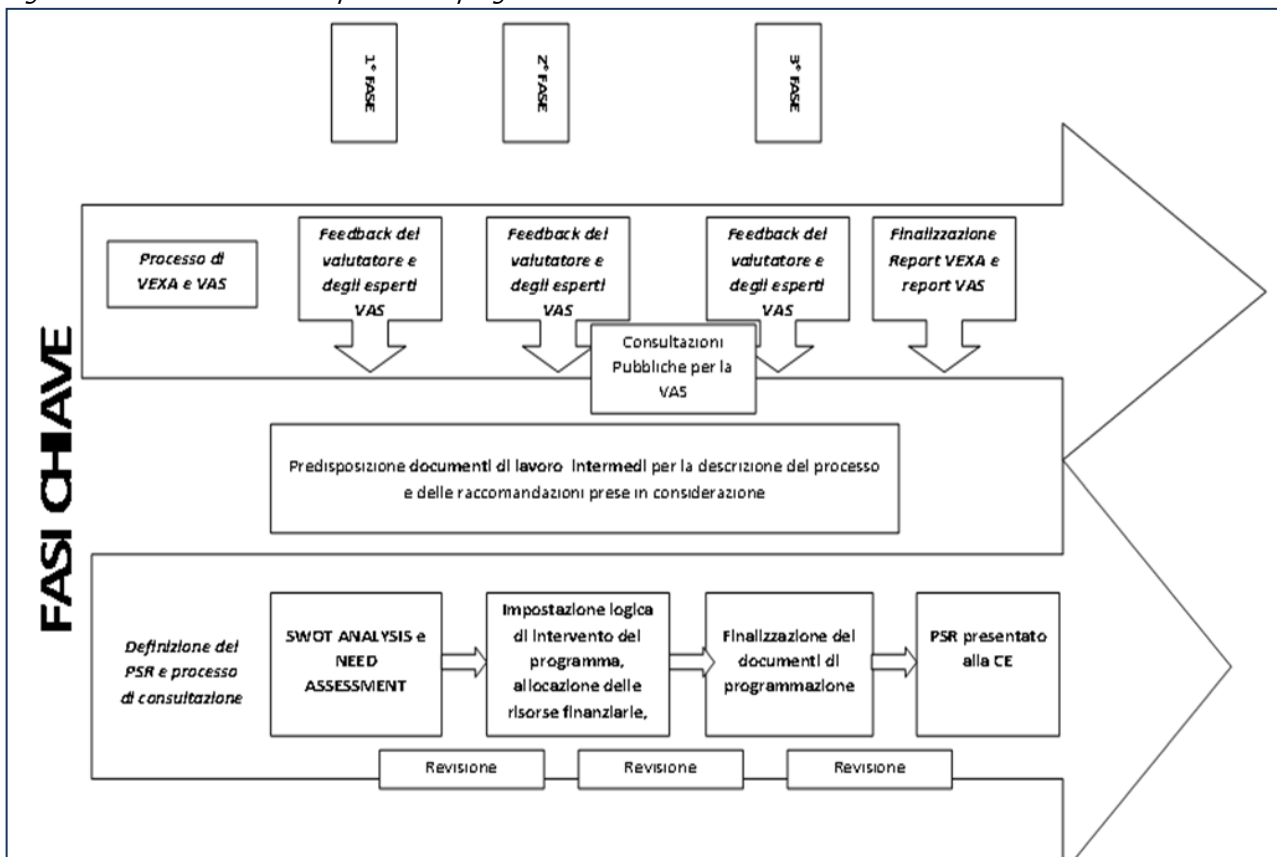 1° FASE
2° FASE
3° FASE
FASI CHIAVE
Processo di
VEXA e VAS
Feedback del
valutatore e
degli esperti
VAS
Feedback del
valutatore e
degli esperti
VAS
Feedback del
valutatore e
degli esperti
VAS
Finalizzazione
Report VEXA e
report VAS
Consultazioni
Pubbliche per la
VAS
Predisposizione documenti di lavoro intermedi per la descrizione del processo
e delle raccomandazioni prese in considerazione
Definizione del
PSR e processo
di consultazione
SWOT ANALYSIS e
NEED
ASSESSMENT
Impostazione logica
di intervento del
programma,
allocazione delle
risorse finanziarie,
Finalizzazione dei
documenti di
programmazione
PSR presentato
alla CE
Revisione
Revisione
Revisione